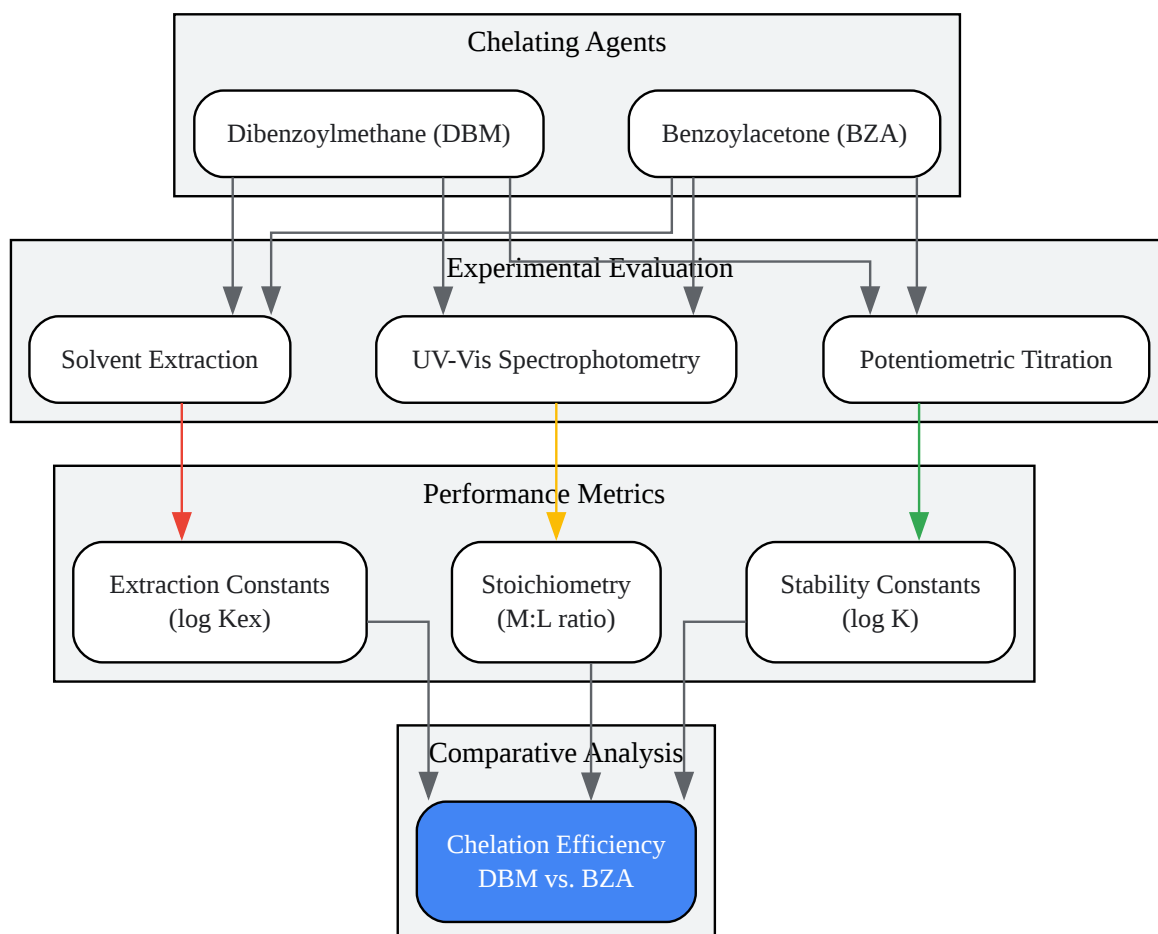 Chelating Agents
Dibenzoylmethane (DBM)
Benzoylacetone (BZA)
Experimental Evaluation
Solvent Extraction
UV-Vis Spectrophotometry
Potentiometric Titration
Performance Metrics
Extraction Constants
(log Kex)
Stoichiometry
(M:L ratio)
Stability Constants
(log K)
Comparative Analysis
Chelation Efficiency
DBM vs. BZA